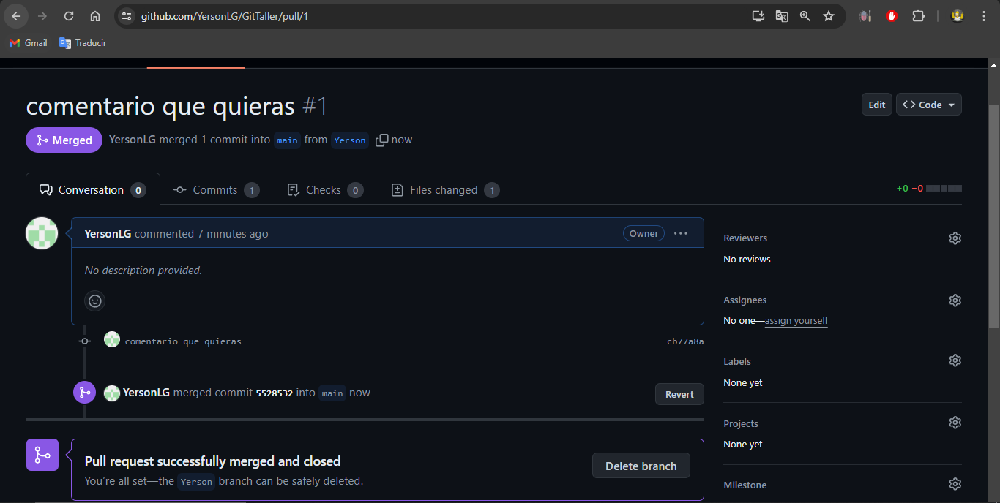 github.com/YersonLG/GitTaller/pull/1
Gmail Traducir
comentario que quieras #1
Edit
Code
Merged
YersonLG merged 1 commit into main from Yerson now
Conversation 0
Commits 1
Checks 0
Files changed 1
+0 −0
YersonLG commented 7 minutes ago
Owner
No description provided.
comentario que quieras
cb77a8a
YersonLG merged commit 5528532 into main now
Revert
Pull request successfully merged and closed
You're all set—the Yerson branch can be safely deleted.
Delete branch
Reviewers
No reviews
Assignees
No one—assign yourself
Labels
None yet
Projects
None yet
Milestone